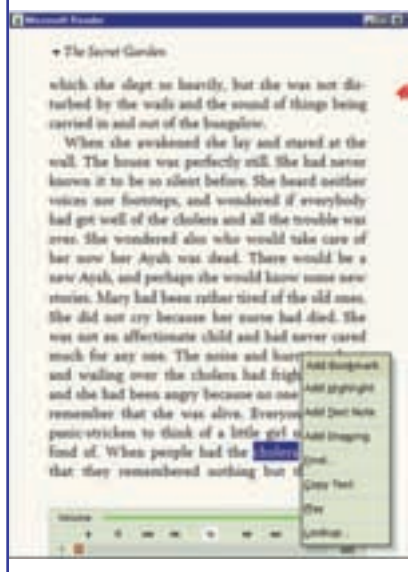 Microsoft Reader
The Secret Garden
which she slept so heavily, but she was not dis-
turbed by the wails and the sound of things being
carried in and out of the bungalow.
When she awakened she lay and stared at the
wall. The house was perfectly still. She had never
known it to be so silent before. She heard neither
voices nor footsteps, and wondered if everybody
had got well of the cholera and all the trouble was
over. She wondered also who would take care of
her now her Ayah was dead. There would be a
new Ayah, and perhaps she would know some new
stories. Mary had been rather tired of the old ones.
She did not cry because her nurse had died. She
was not an affectionate child and had never cared
much for any one. The noise and
and wailing over the cholera had
and she had been angry because no one
remember that she was alive. Everyon
panic-stricken to think of a little girl
fond of. When people had the cholera
that they remembered nothing but
Add Bookmark
Add Highlight
Add Text Note
Add Drawing
Find...
Copy Text
Play
Lookup...
Volume